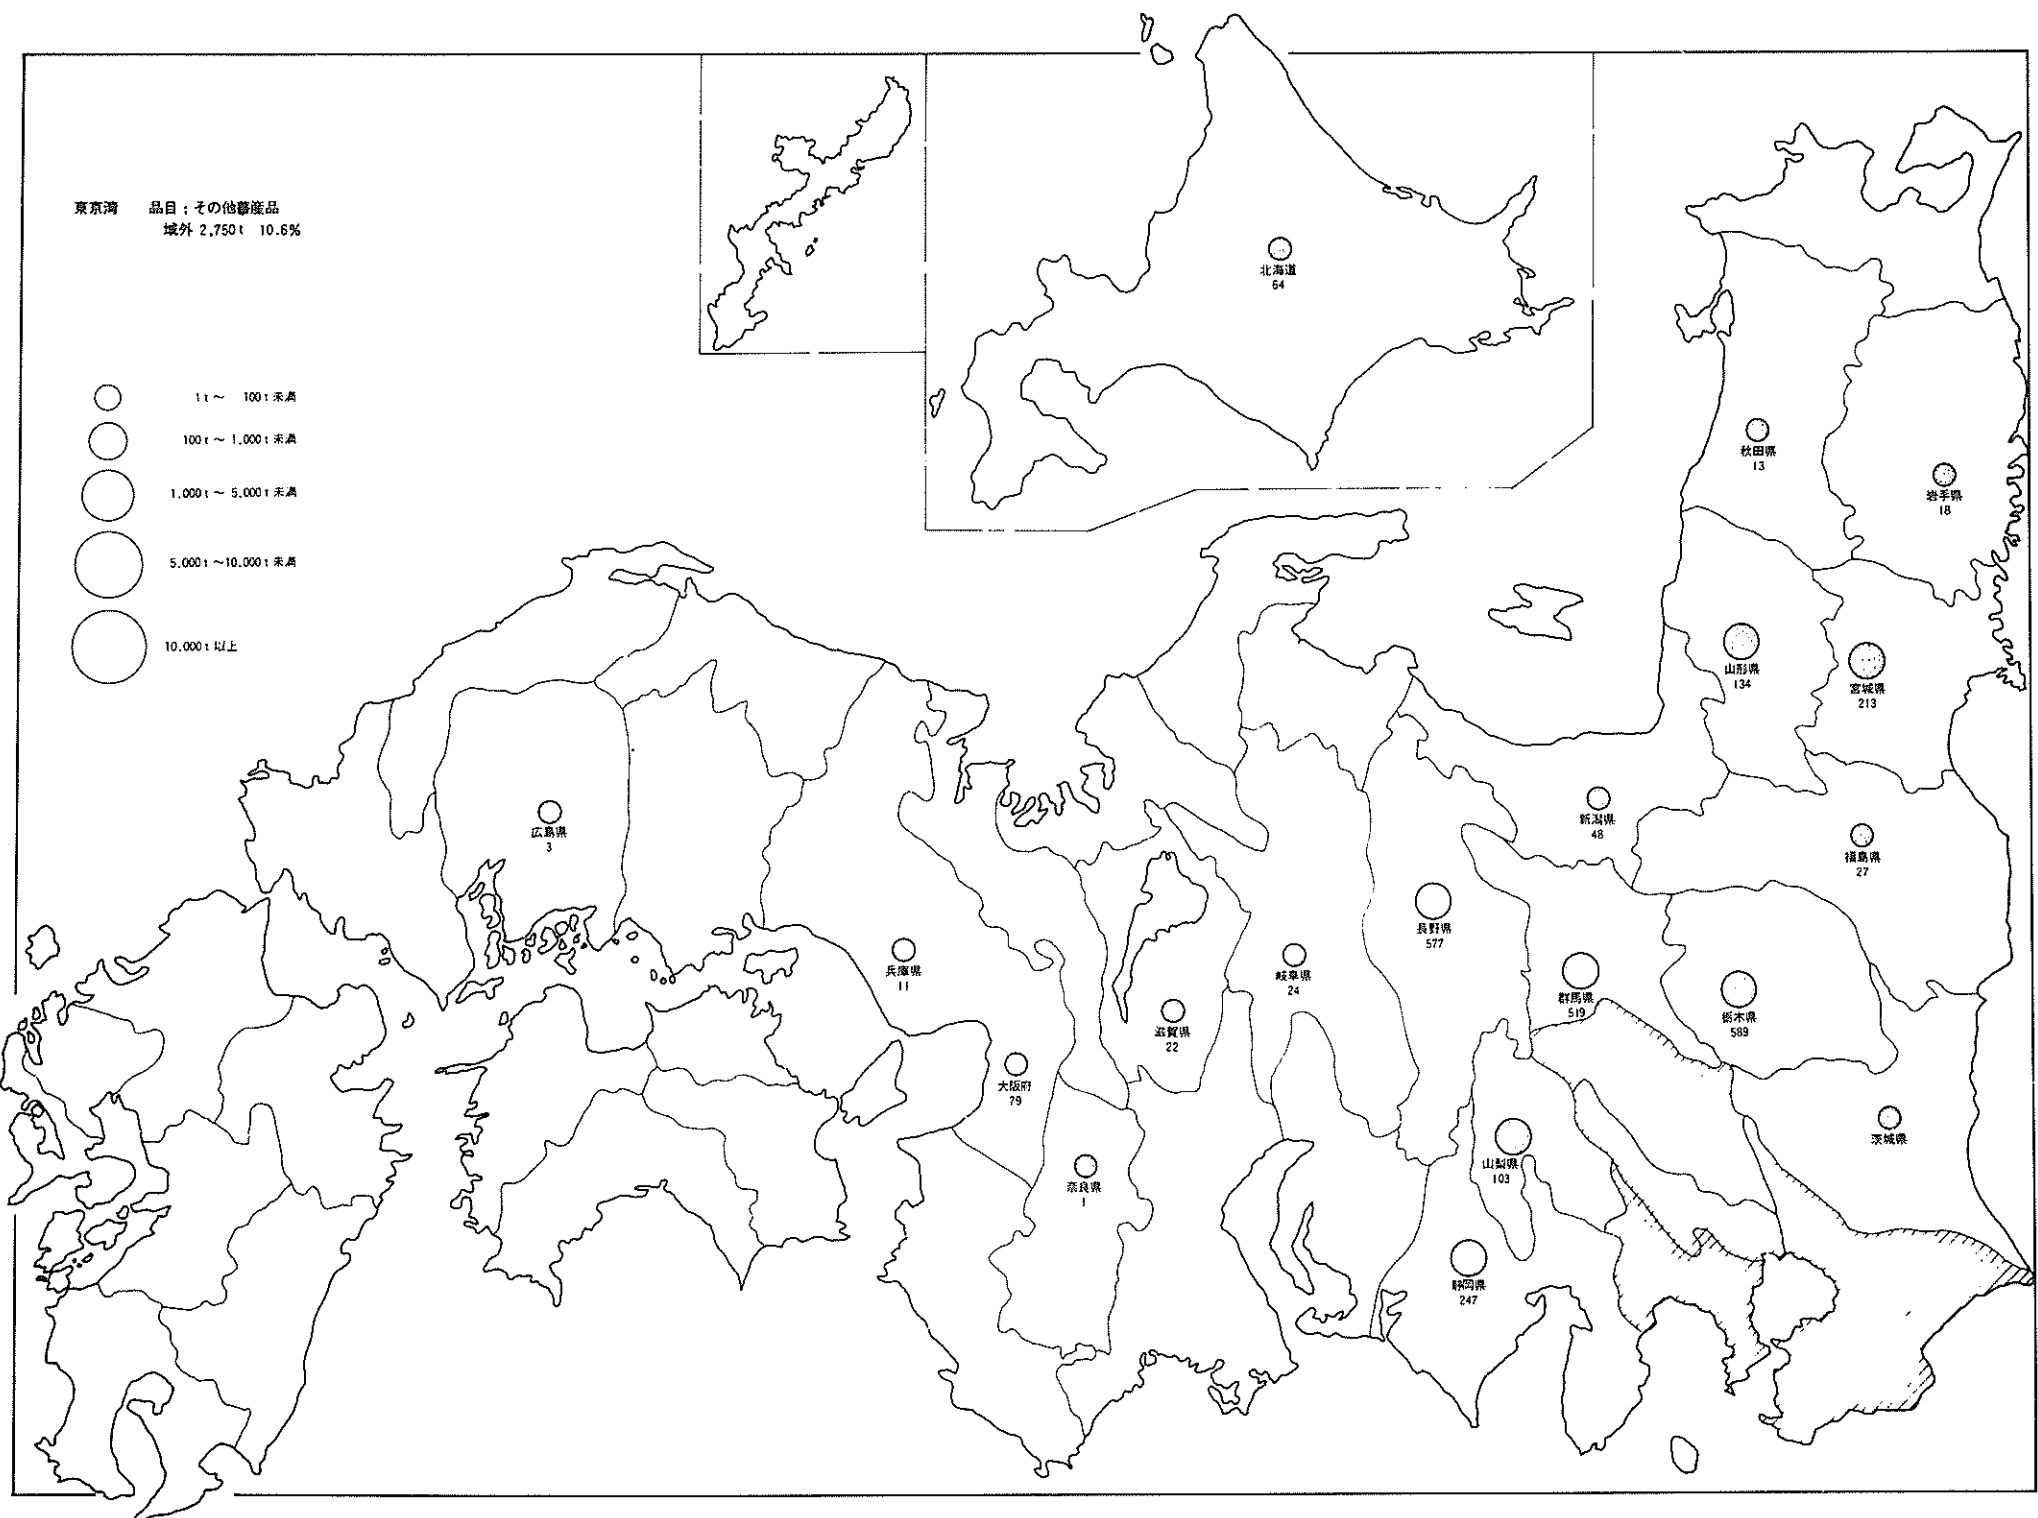 東京湾　品目；その他畜産品
域外 2,750t 10.6%
1t～ 100t未満
100t～1,000t未満
1,000t～5,000t未満
5,000t～10,000t未満
10,000t以上
北海道
64
秋田県
13
岩手県
18
山形県
134
宮城県
213
新潟県
48
福島県
27
広島県
3
長野県
577
兵庫県
11
岐阜県
24
群馬県
519
栃木県
589
滋賀県
22
大阪府
79
茨城県
山梨県
103
奈良県
1
静岡県
247